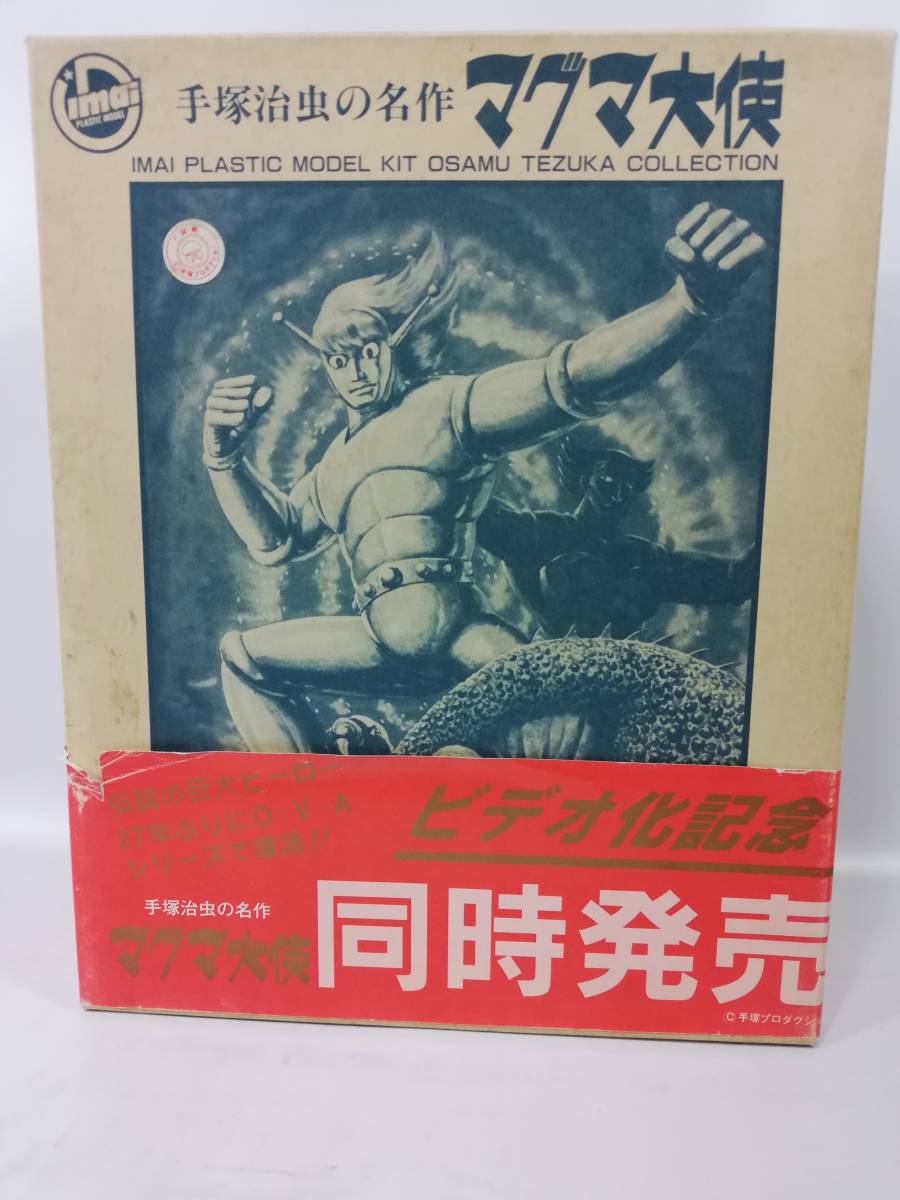 imai
PLASTIC MODEL
手塚治虫の名作 マグマ大使
IMAI PLASTIC MODEL KIT OSAMU TEZUKA COLLECTION
伝説の巨大ヒーロー
27年ぶりにO・V・A
シリーズで復活!!
ビデオ化記念
手塚治虫の名作
マグマ大使
同時発売
©手塚プロダクシ